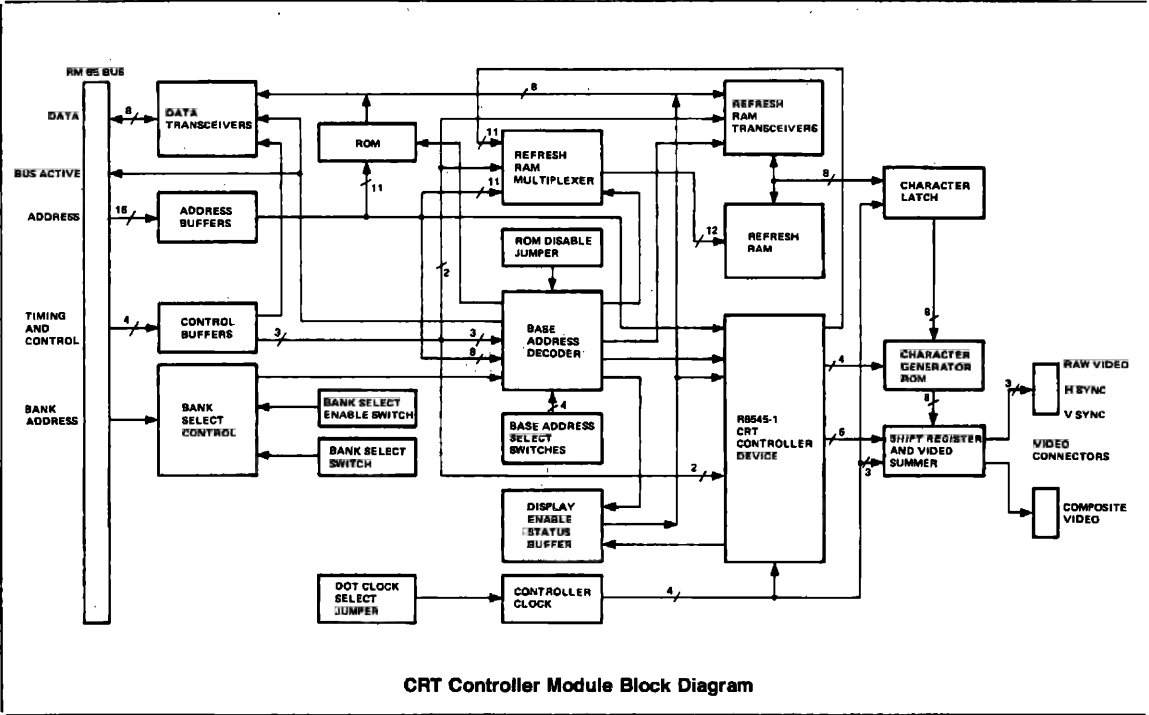 RM 65 BUS
DATA
8
DATA
TRANSCEIVERS
BUS ACTIVE
ADDRESS
16
ADDRESS
BUFFERS
TIMING
AND
CONTROL
4
CONTROL
BUFFERS
3
BANK
ADDRESS
BANK
SELECT
CONTROL
BANK SELECT
ENABLE SWITCH
BANK SELECT
SWITCH
ROM
11
8
11
REFRESH
RAM
MULTIPLEXER
11
2
ROM DISABLE
JUMPER
3
8
BASE
ADDRESS
DECODER
4
BASE ADDRESS
SELECT
SWITCHES
DISPLAY
ENABLE
STATUS
BUFFER
DOT CLOCK
SELECT
JUMPER
CONTROLLER
CLOCK
4
REFRESH
RAM
TRANSCEIVERS
8
12
REFRESH
RAM
2
R6545-1
CRT
CONTROLLER
DEVICE
4
CHARACTER
LATCH
CHARACTER
GENERATOR
ROM
8
SHIFT REGISTER
AND VIDEO
SUMMER
3
3
RAW VIDEO
H SYNC
V SYNC
VIDEO
CONNECTORS
COMPOSITE
VIDEO
CRT Controller Module Block Diagram